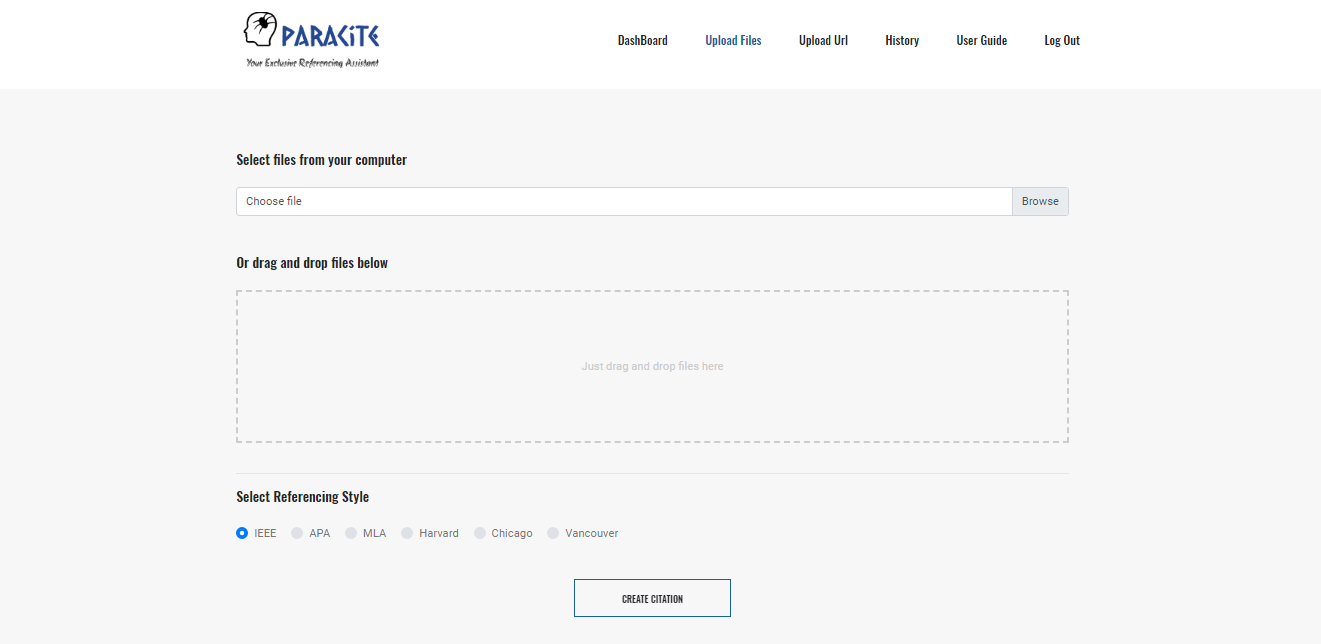 PARACITE
Your Exclusive Referencing Assistant
DashBoard Upload Files Upload Url History User Guide Log Out
Select files from your computer
Choose file Browse
Or drag and drop files below
Just drag and drop files here
Select Referencing Style
IEEE APA MLA Harvard Chicago Vancouver
CREATE CITATION